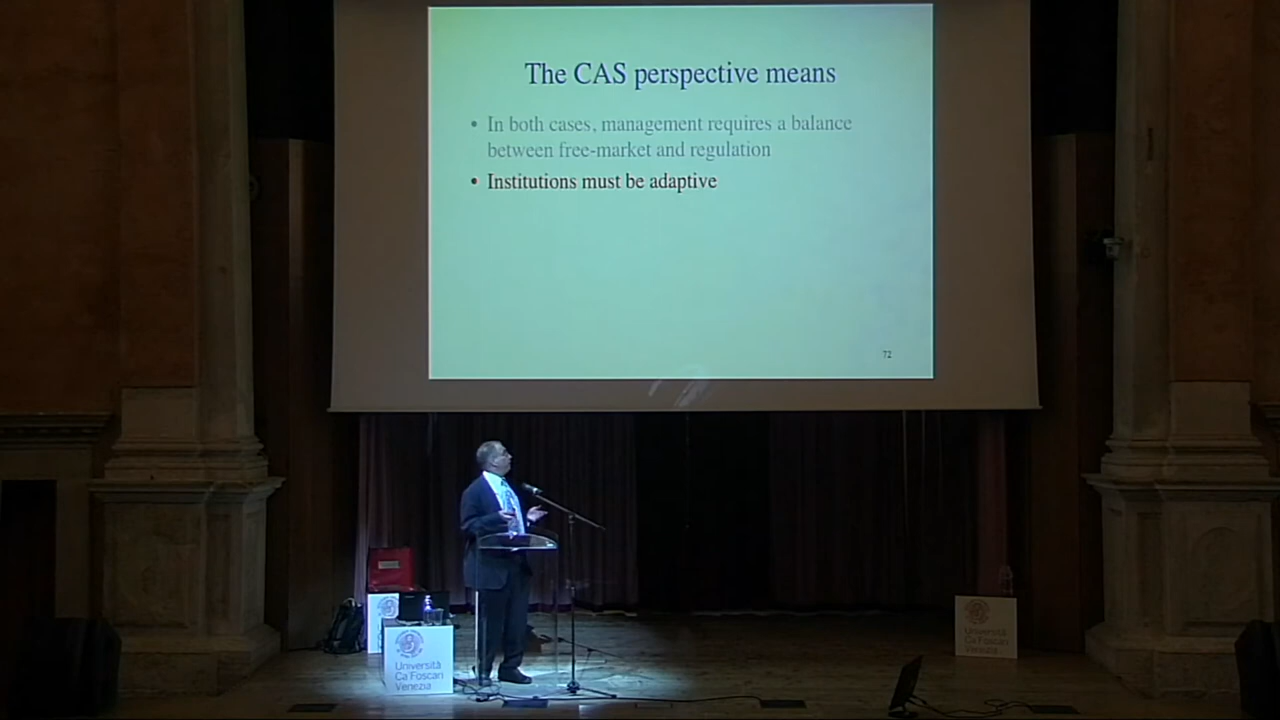 The CAS perspective means
• In both cases, management requires a balance
between free-market and regulation
• Institutions must be adaptive
72
Università
Ca'Foscari
Venezia
Università
Ca'Foscari
Venezia